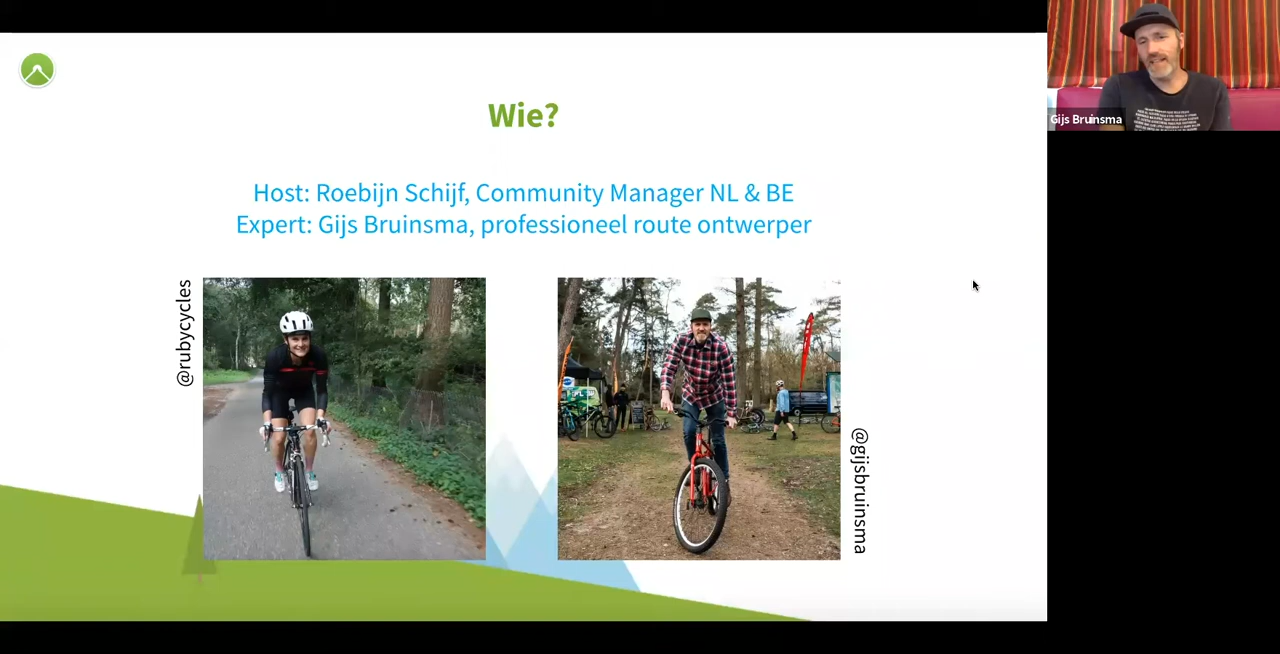 Wie?
Host: Roebijn Schijf, Community Manager NL & BE
Expert: Gijs Bruinsma, professioneel route ontwerper
@rubycycles
@gijsbruinsma
Gijs Bruinsma